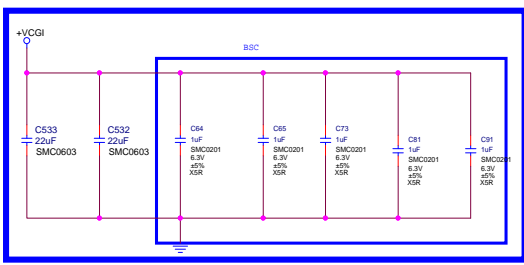 +VCGI
BSC
C533
22uF
SMC0603
C532
22uF
SMC0603
C64
1uF
SMC0201
6.3V
±5%
X5R
C65
1uF
SMC0201
6.3V
±5%
X5R
C73
1uF
SMC0201
6.3V
±5%
X5R
C81
1uF
SMC0201
6.3V
±5%
X5R
C91
1uF
SMC0201
6.3V
±5%
X5R